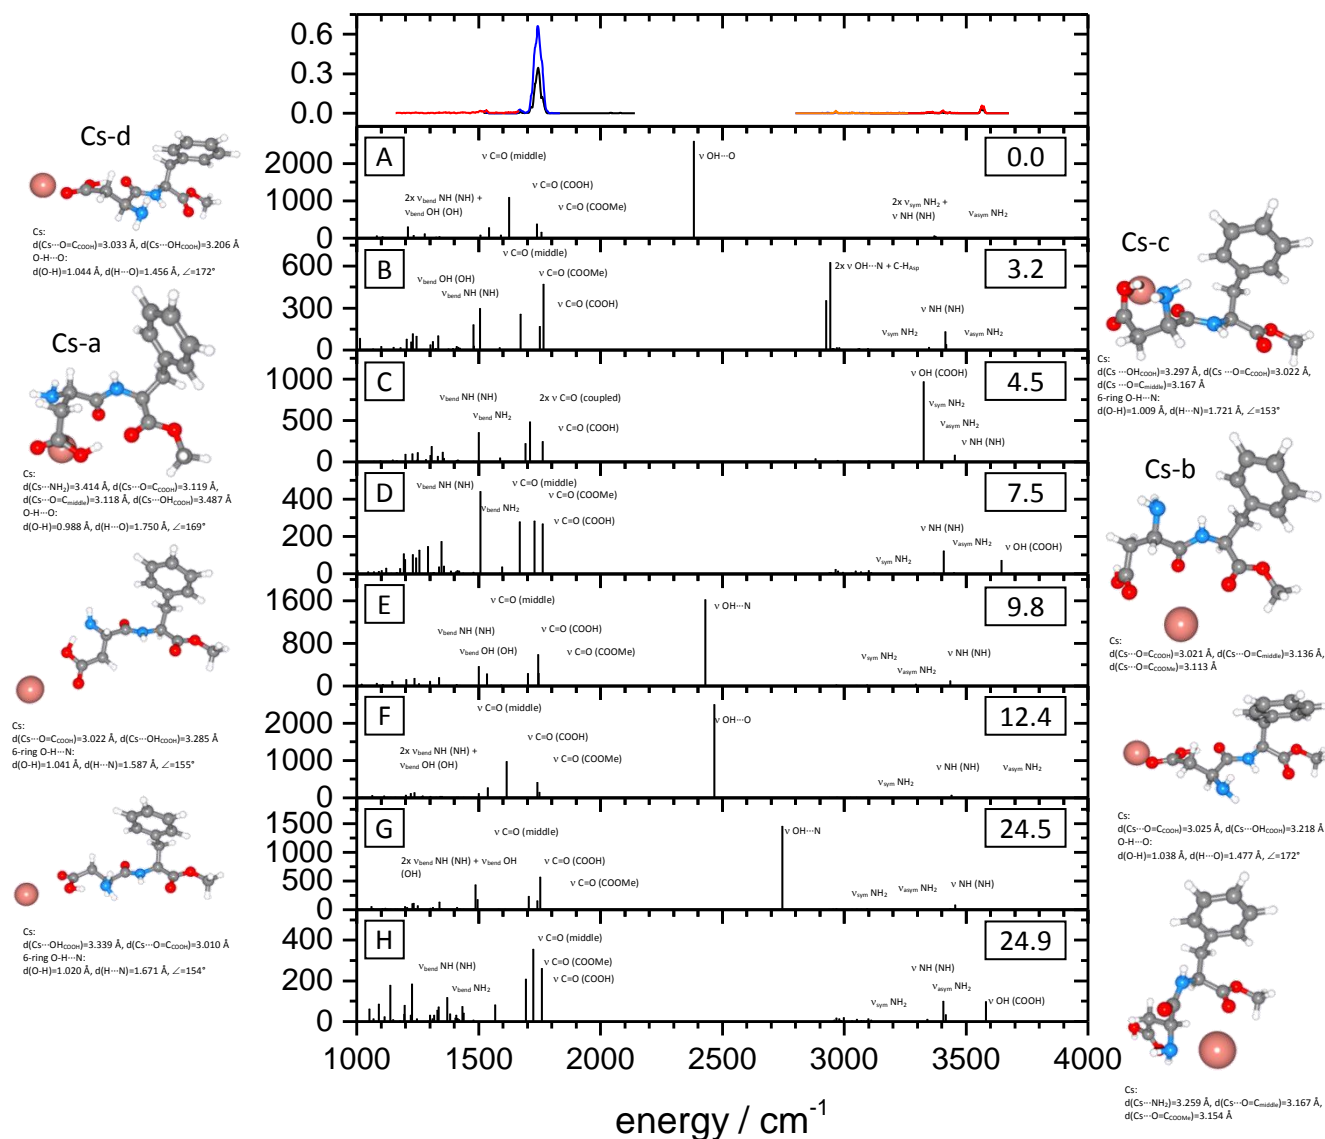 0.6
0.3
0.0
Cs-d
Cs:
d(Cs···O=C_COOH)=3.033 Å, d(Cs···OH_COOH)=3.206 Å
O-H···O:
d(O-H)=1.044 Å, d(H···O)=1.456 Å, ∠=172°
Cs-a
Cs:
d(Cs···NH₂)=3.414 Å, d(Cs···O=C_COOH)=3.119 Å,
d(Cs···O=C_middle)=3.118 Å, d(Cs···OH_COOH)=3.487 Å
O-H···O:
d(O-H)=0.988 Å, d(H···O)=1.750 Å, ∠=169°
Cs:
d(Cs···O=C_COOH)=3.022 Å, d(Cs···OH_COOH)=3.285 Å
6-ring O-H···N:
d(O-H)=1.041 Å, d(H···N)=1.587 Å, ∠=155°
Cs:
d(Cs···OH_COOH)=3.339 Å, d(Cs···O=C_COOH)=3.010 Å
6-ring O-H···N:
d(O-H)=1.020 Å, d(H···N)=1.671 Å, ∠=154°
A
0.0
2000
1000
0
ν C=O (middle)
ν OH···O
2x ν_bend NH (NH) +
ν_bend OH (OH)
ν C=O (COOH)
ν C=O (COOMe)
2x ν_sym NH₂ +
ν NH (NH)
ν_asym NH₂
B
3.2
600
300
0
ν C=O (middle)
ν_bend OH (OH)
ν_bend NH (NH)
ν C=O (COOMe)
ν C=O (COOH)
2x ν OH···N + C-H_Asp
ν NH (NH)
ν_sym NH₂
ν_asym NH₂
C
4.5
1000
500
0
ν_bend NH (NH)
ν_bend NH₂
2x ν C=O (coupled)
ν C=O (COOH)
ν OH (COOH)
ν_sym NH₂
ν_asym NH₂
ν NH (NH)
D
7.5
400
200
0
ν_bend NH (NH)
ν_bend NH₂
ν C=O (middle)
ν C=O (COOMe)
ν C=O (COOH)
ν NH (NH)
ν_asym NH₂
ν_sym NH₂
ν OH (COOH)
E
9.8
1600
800
0
ν C=O (middle)
ν OH···N
ν_bend NH (NH)
ν_bend OH (OH)
ν C=O (COOH)
ν C=O (COOMe)
ν_sym NH₂
ν_asym NH₂
ν NH (NH)
F
12.4
2000
1000
0
ν C=O (middle)
ν OH···O
2x ν_bend NH (NH) +
ν_bend OH (OH)
ν C=O (COOH)
ν C=O (COOMe)
ν_sym NH₂
ν NH (NH)
ν_asym NH₂
G
24.5
1500
1000
500
0
ν C=O (middle)
ν OH···N
2x ν_bend NH (NH) + ν_bend OH
(OH)
ν C=O (COOH)
ν C=O (COOMe)
ν_sym NH₂
ν_asym NH₂
ν NH (NH)
H
24.9
400
200
0
ν C=O (middle)
ν_bend NH (NH)
ν_bend NH₂
ν C=O (COOMe)
ν C=O (COOH)
ν NH (NH)
ν_asym NH₂
ν_sym NH₂
ν OH (COOH)
1000 1500 2000 2500 3000 3500 4000
energy / cm⁻¹
Cs-c
Cs:
d(Cs ···OH_COOH)=3.297 Å, d(Cs ···O=C_COOH)=3.022 Å,
d(Cs ···O=C_middle)=3.167 Å
6-ring O-H···N:
d(O-H)=1.009 Å, d(H···N)=1.721 Å, ∠=153°
Cs-b
Cs:
d(Cs···O=C_COOH)=3.021 Å, d(Cs···O=C_middle)=3.136 Å,
d(Cs···O=C_COOMe)=3.113 Å
Cs:
d(Cs···O=C_COOH)=3.025 Å, d(Cs···OH_COOH)=3.218 Å
O-H···O:
d(O-H)=1.038 Å, d(H···O)=1.477 Å, ∠=172°
Cs:
d(Cs···NH₂)=3.259 Å, d(Cs···O=C_middle)=3.167 Å,
d(Cs···O=C_COOMe)=3.154 Å